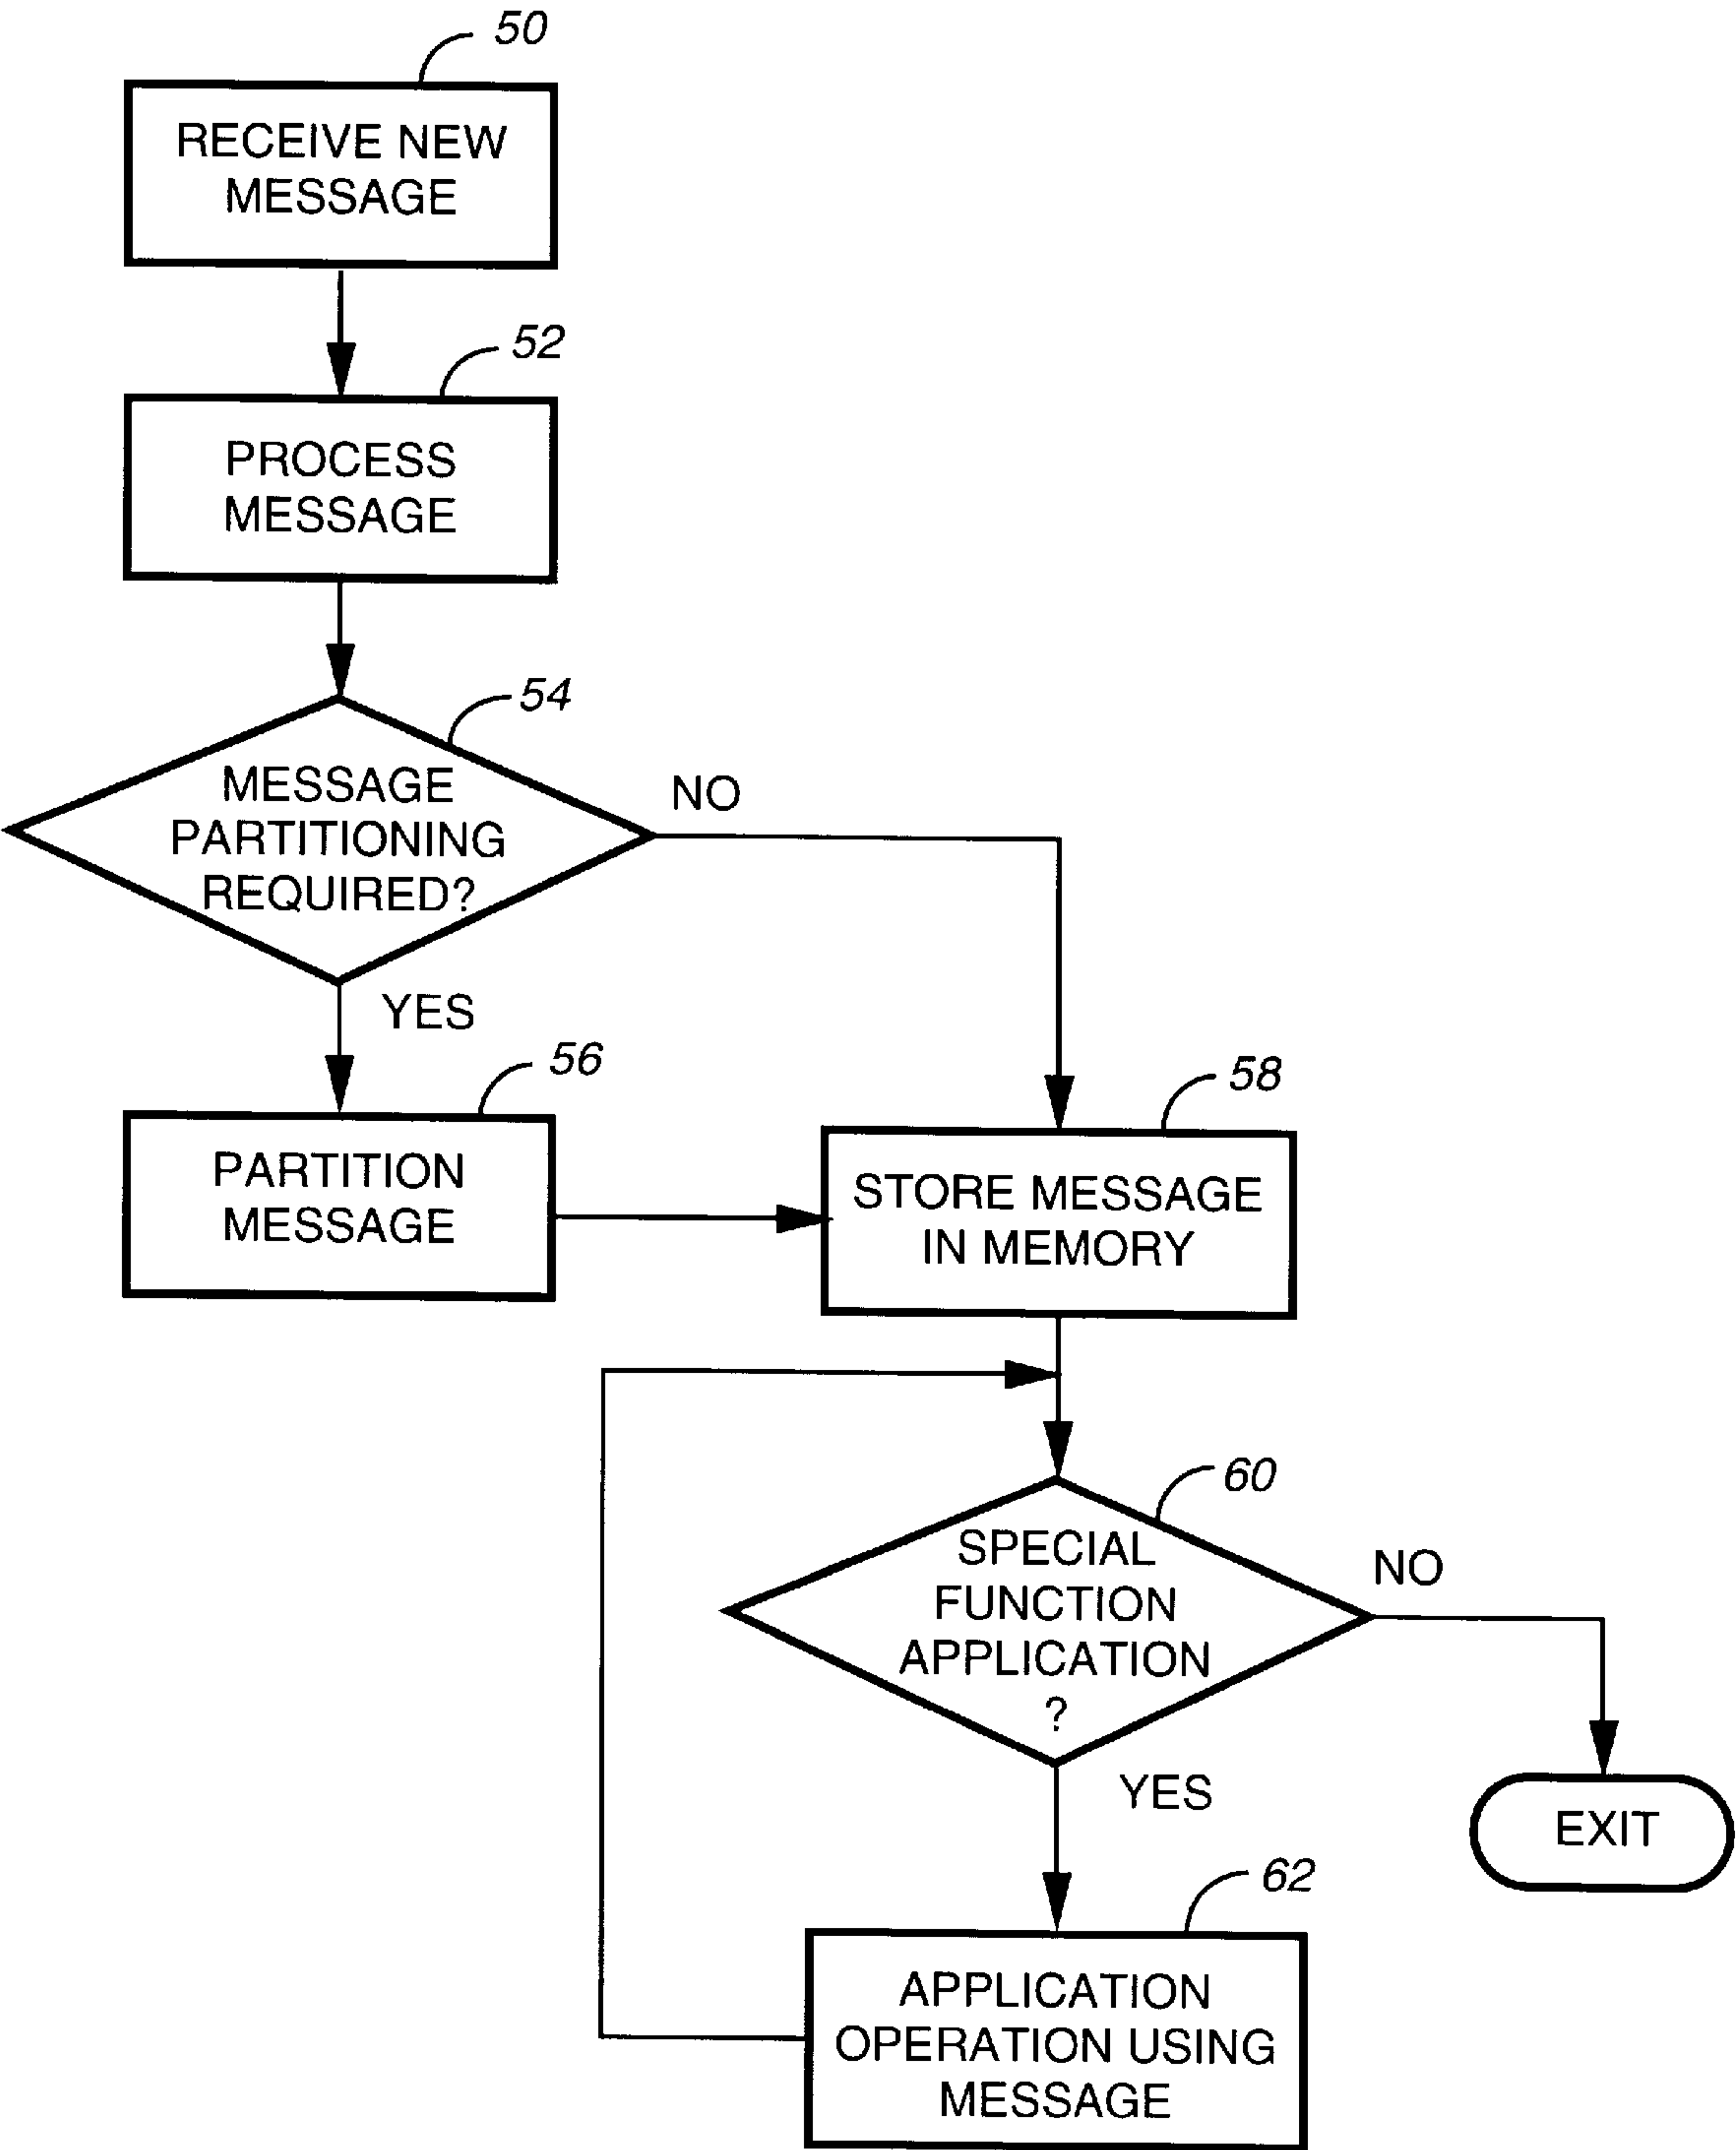 50
RECEIVE NEW
MESSAGE
52
PROCESS
MESSAGE
54
MESSAGE
PARTITIONING
REQUIRED?
NO
YES
56
PARTITION
MESSAGE
58
STORE MESSAGE
IN MEMORY
60
SPECIAL
FUNCTION
APPLICATION
?
NO
YES
EXIT
62
APPLICATION
OPERATION USING
MESSAGE